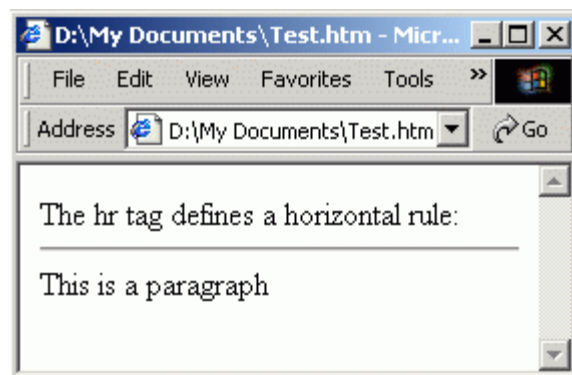 D:\My Documents\Test.htm - Micr...
File Edit View Favorites Tools »
Address D:\My Documents\Test.htm Go
The hr tag defines a horizontal rule:
This is a paragraph